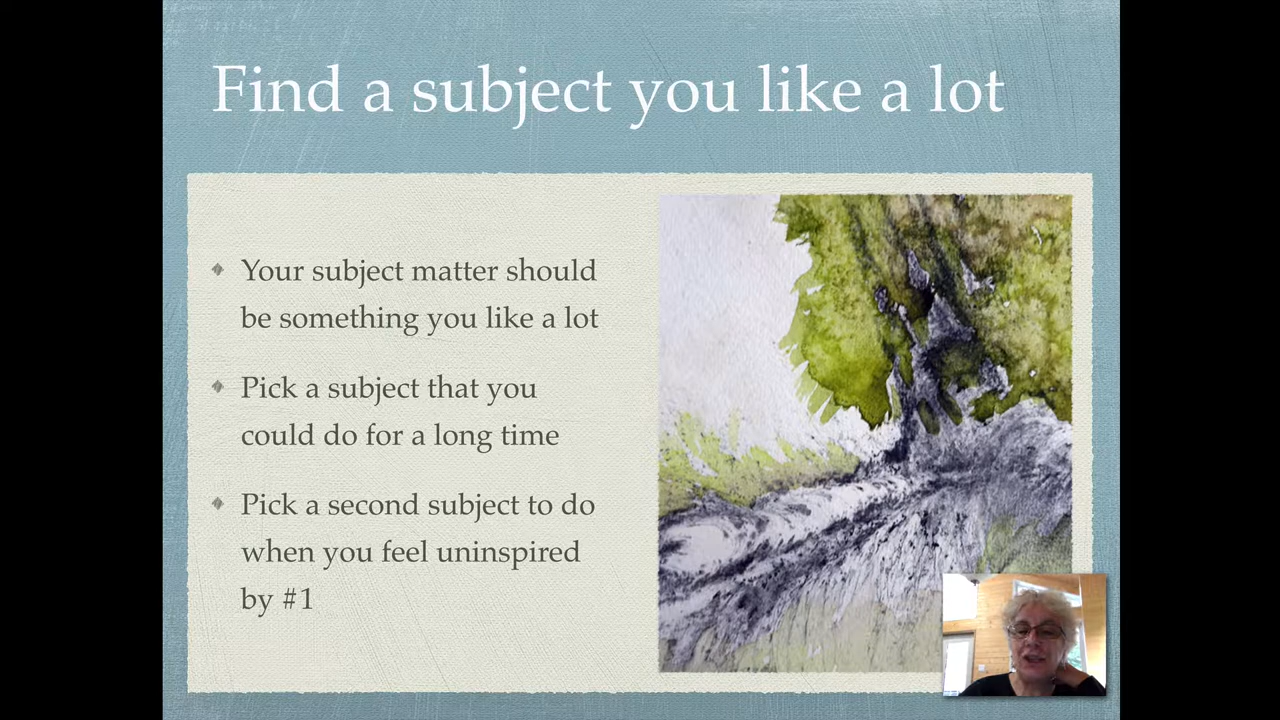 Find a subject you like a lot
Your subject matter should
be something you like a lot
Pick a subject that you
could do for a long time
Pick a second subject to do
when you feel uninspired
by #1